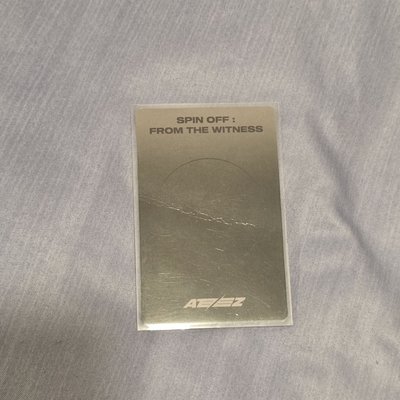 SPIN OFF :
FROM THE WITNESS
ATEEZ